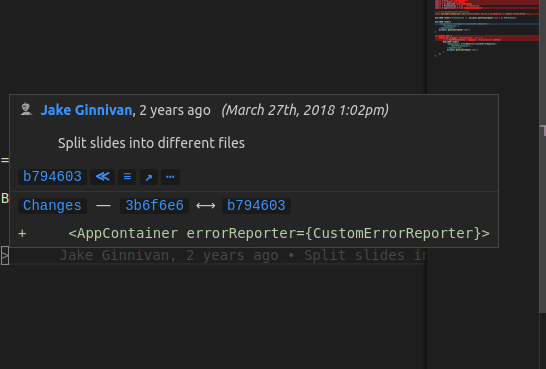 Jake Ginnivan, 2 years ago (March 27th, 2018 1:02pm)
Split slides into different files
=
b794603 ≪ ≡ ↗ ⋯
B
Changes — 3b6f6e6 ⟷ b794603
+ <AppContainer errorReporter={CustomErrorReporter}>
> Jake Ginnivan, 2 years ago • Split slides in